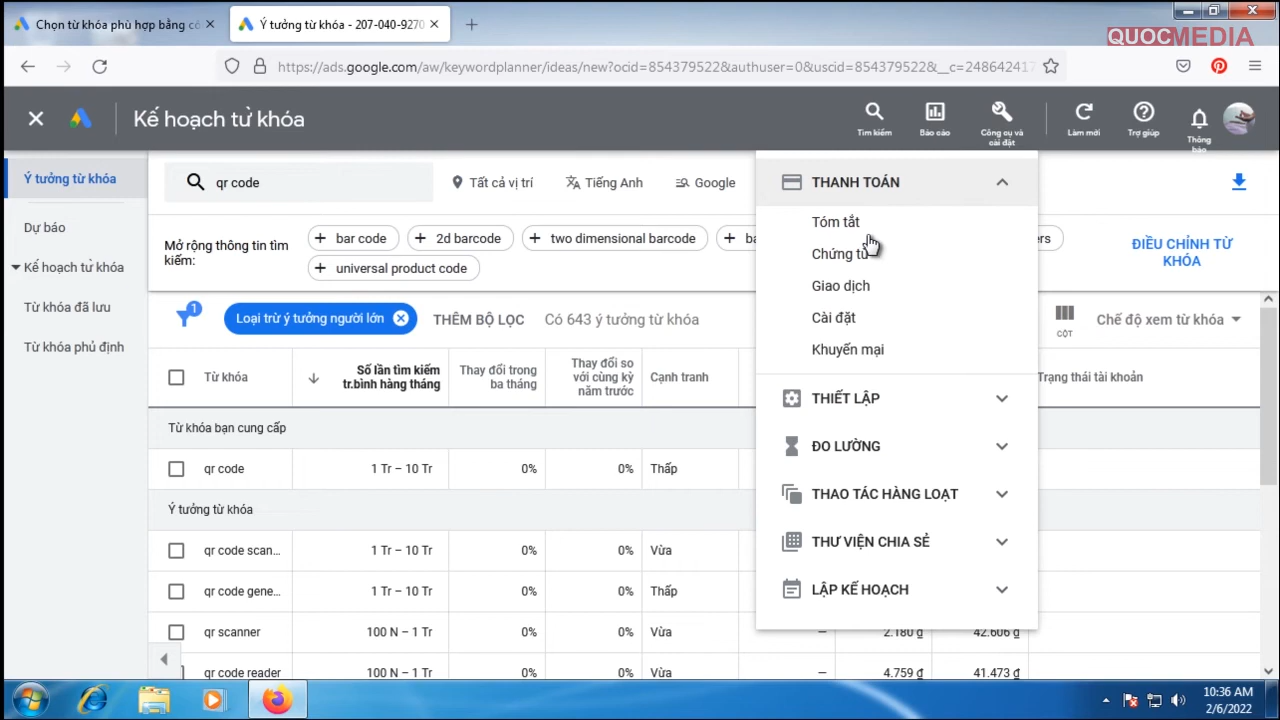 Chọn từ khóa phù hợp bằng cô
Ý tưởng từ khóa - 207-040-9270
QUOCMEDIA
https://ads.google.com/aw/keywordplanner/ideas/new?ocid=854379522&authuser=0&uscid=854379522&__c=248642417
Kế hoạch từ khóa
Tìm kiếm
Báo cáo
Công cụ và
cài đặt
Làm mới
Trợ giúp
Thông
báo
Ý tưởng từ khóa
Dự báo
Kế hoạch từ khóa
Từ khóa đã lưu
Từ khóa phủ định
qr code
Tất cả vị trí
Tiếng Anh
Google
Mở rộng thông tin tìm
kiếm:
bar code
2d barcode
two dimensional barcode
ba
ers
universal product code
ĐIỀU CHỈNH TỪ
KHÓA
1
Loại trừ ý tưởng người lớn
THÊM BỘ LỌC
Có 643 ý tưởng từ khóa
CỘT
Chế độ xem từ khóa
Từ khóa
Số lần tìm kiếm
tr.bình hàng tháng
Thay đổi trong
ba tháng
Thay đổi so
với cùng kỳ
năm trước
Cạnh tranh
Trạng thái tài khoản
Từ khóa bạn cung cấp
qr code 1 Tr – 10 Tr 0% 0% Thấp
Ý tưởng từ khóa
qr code scan... 1 Tr – 10 Tr 0% 0% Vừa
qr code gene... 1 Tr – 10 Tr 0% 0% Thấp
qr scanner 100 N – 1 Tr 0% 0% Vừa — 2.180 ₫ 42.606 ₫
qr code reader 100 N – 1 Tr 0% 0% Vừa — 4.759 ₫ 41.473 ₫
THANH TOÁN
Tóm tắt
Chứng từ
Giao dịch
Cài đặt
Khuyến mại
THIẾT LẬP
ĐO LƯỜNG
THAO TÁC HÀNG LOẠT
THƯ VIỆN CHIA SẺ
LẬP KẾ HOẠCH
10:36 AM
2/6/2022